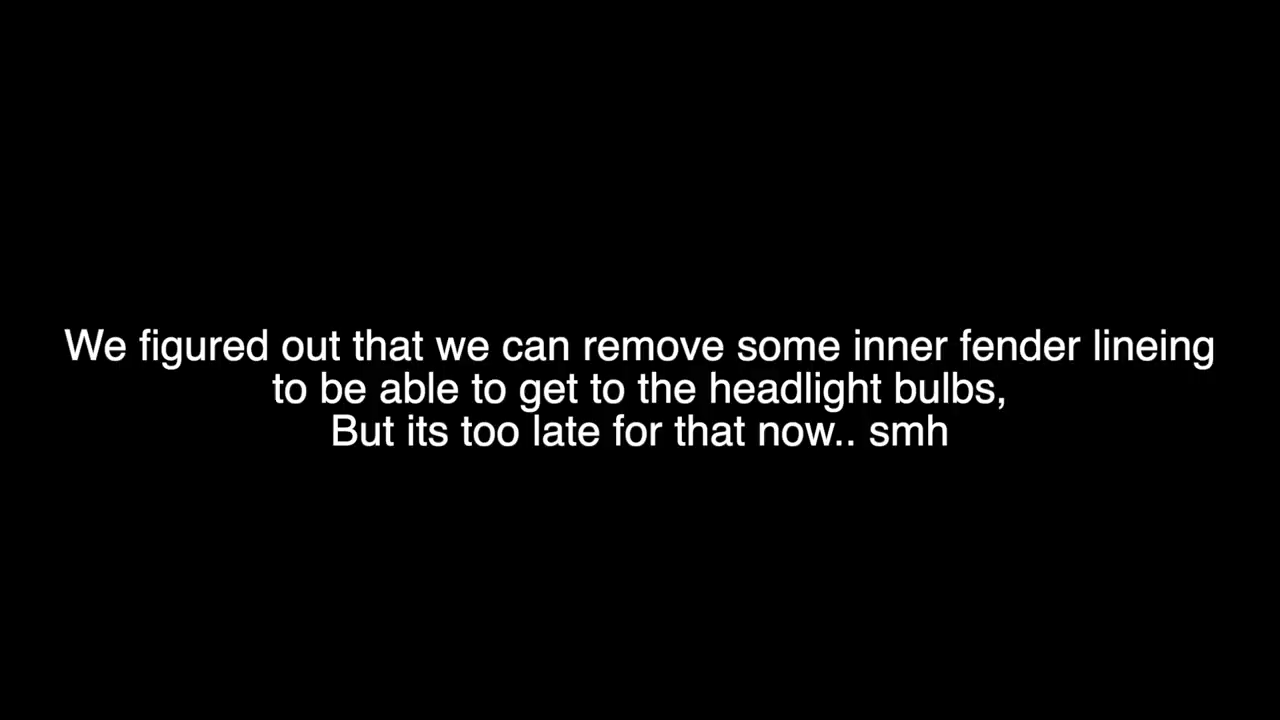 We figured out that we can remove some inner fender lineing
to be able to get to the headlight bulbs,
But its too late for that now.. smh